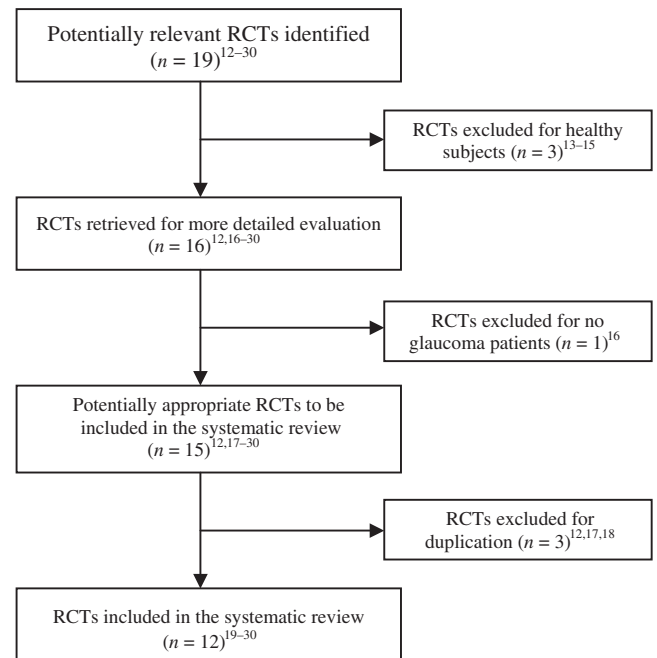 Potentially relevant RCTs identified
(n = 19)12–30
RCTs excluded for healthy
subjects (n = 3)13–15
RCTs retrieved for more detailed evaluation
(n = 16)12,16–30
RCTs excluded for no
glaucoma patients (n = 1)16
Potentially appropriate RCTs to be
included in the systematic review
(n = 15)12,17–30
RCTs excluded for
duplication (n = 3)12,17,18
RCTs included in the systematic review
(n = 12)19–30